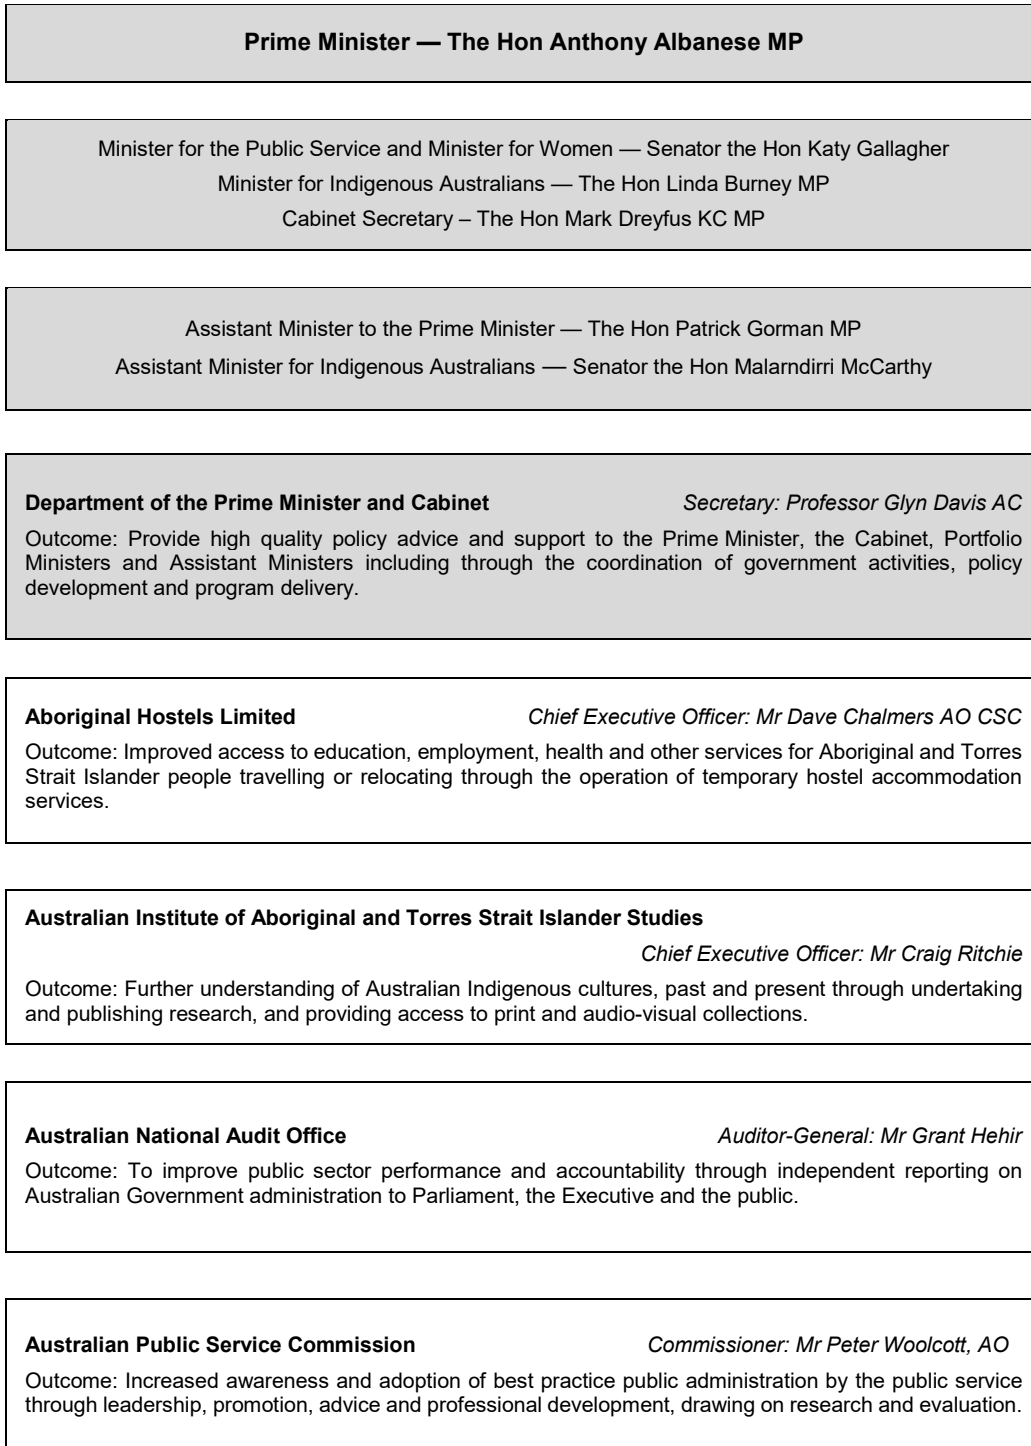 Prime Minister — The Hon Anthony Albanese MP
Minister for the Public Service and Minister for Women — Senator the Hon Katy Gallagher
Minister for Indigenous Australians — The Hon Linda Burney MP
Cabinet Secretary – The Hon Mark Dreyfus KC MP
Assistant Minister to the Prime Minister — The Hon Patrick Gorman MP
Assistant Minister for Indigenous Australians — Senator the Hon Malarndirri McCarthy
Department of the Prime Minister and Cabinet Secretary: Professor Glyn Davis AC
Outcome: Provide high quality policy advice and support to the Prime Minister, the Cabinet, Portfolio
Ministers and Assistant Ministers including through the coordination of government activities, policy
development and program delivery.
Aboriginal Hostels Limited Chief Executive Officer: Mr Dave Chalmers AO CSC
Outcome: Improved access to education, employment, health and other services for Aboriginal and Torres
Strait Islander people travelling or relocating through the operation of temporary hostel accommodation
services.
Australian Institute of Aboriginal and Torres Strait Islander Studies
Chief Executive Officer: Mr Craig Ritchie
Outcome: Further understanding of Australian Indigenous cultures, past and present through undertaking
and publishing research, and providing access to print and audio-visual collections.
Australian National Audit Office Auditor-General: Mr Grant Hehir
Outcome: To improve public sector performance and accountability through independent reporting on
Australian Government administration to Parliament, the Executive and the public.
Australian Public Service Commission Commissioner: Mr Peter Woolcott, AO
Outcome: Increased awareness and adoption of best practice public administration by the public service
through leadership, promotion, advice and professional development, drawing on research and evaluation.